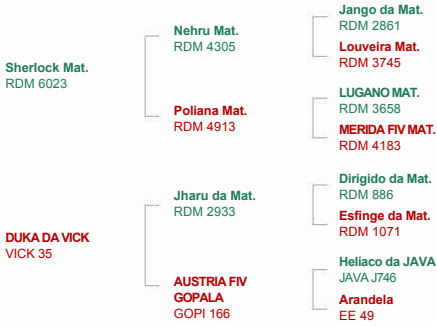 Sherlock Mat.
RDM 6023
DUKA DA VICK
VICK 35
Nehru Mat.
RDM 4305
Poliana Mat.
RDM 4913
Jharu da Mat.
RDM 2933
AUSTRIA FIV
GOPALA
GOPI 166
Jango da Mat.
RDM 2861
Louveira Mat.
RDM 3745
LUGANO MAT.
RDM 3658
MERIDA FIV MAT.
RDM 4183
Dirigido da Mat.
RDM 886
Esfinge da Mat.
RDM 1071
Helíaco da JAVA
JAVA J746
Arandela
EE 49